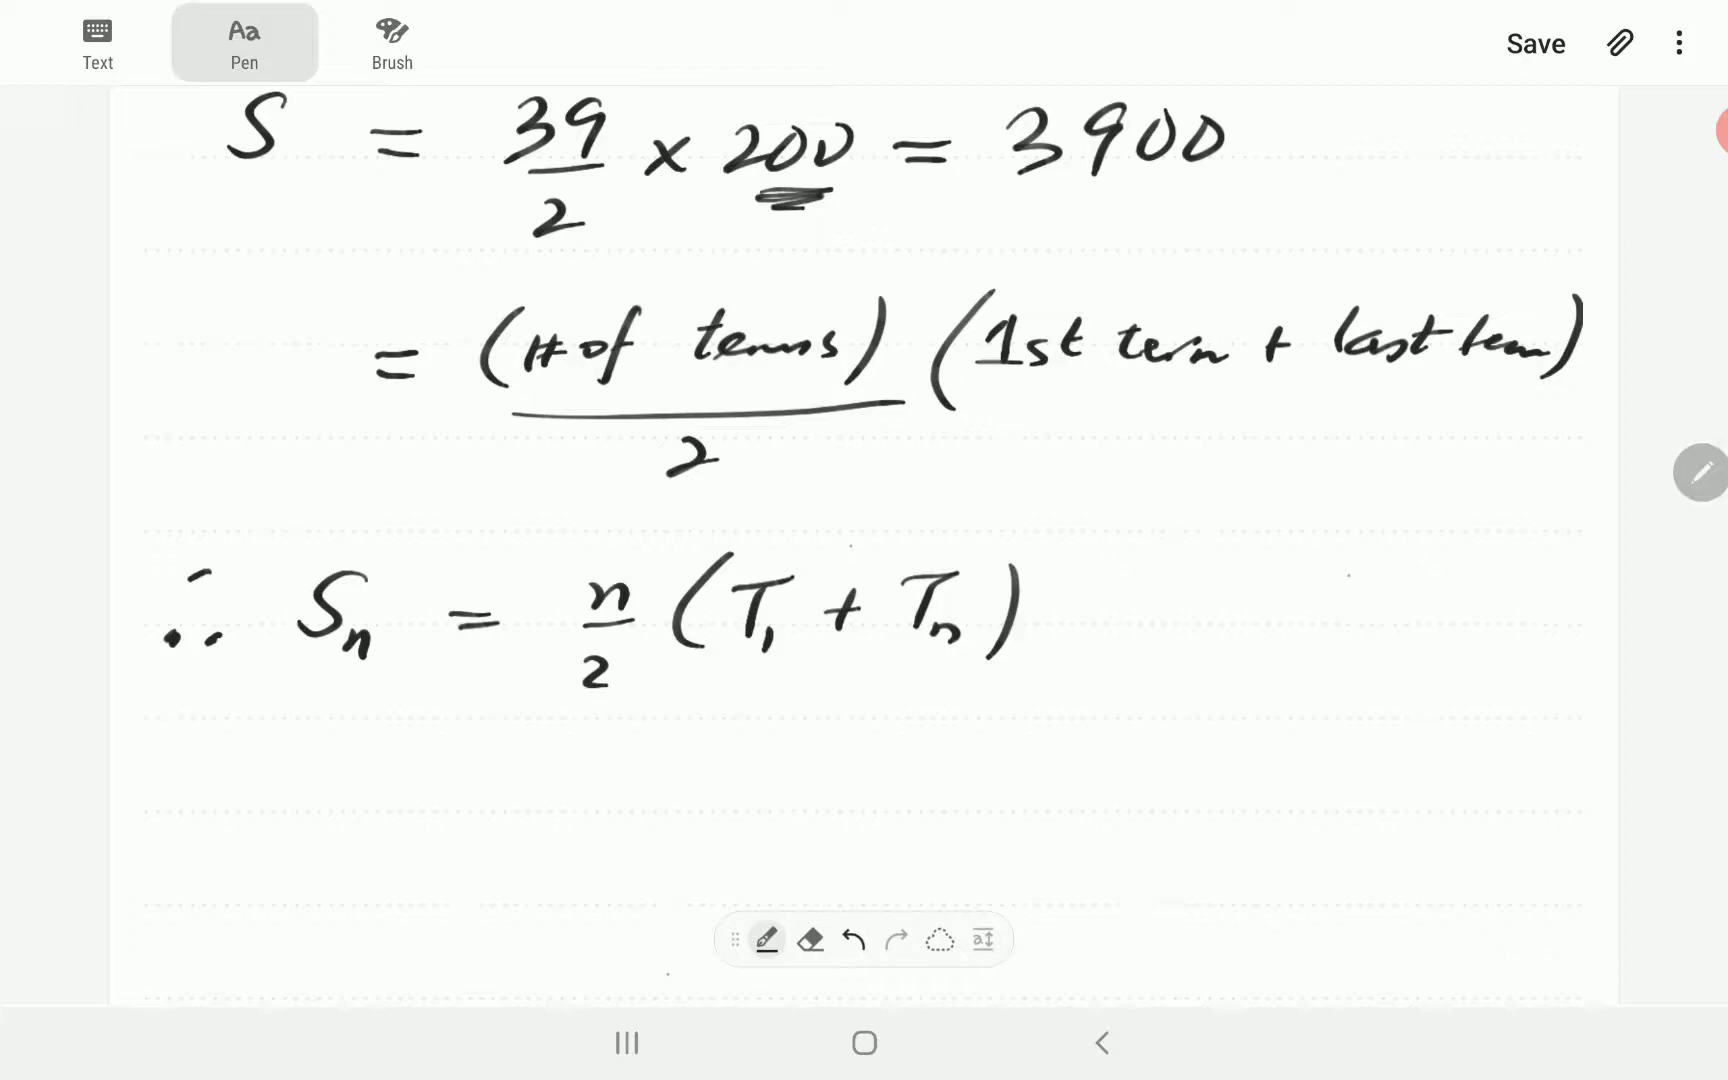 Text Aa Pen Brush Save
S = 39/2 × 200 = 3900
= (# of terms)/2 (1st term + last term)
∴ Sn = n/2 (T1 + Tn)